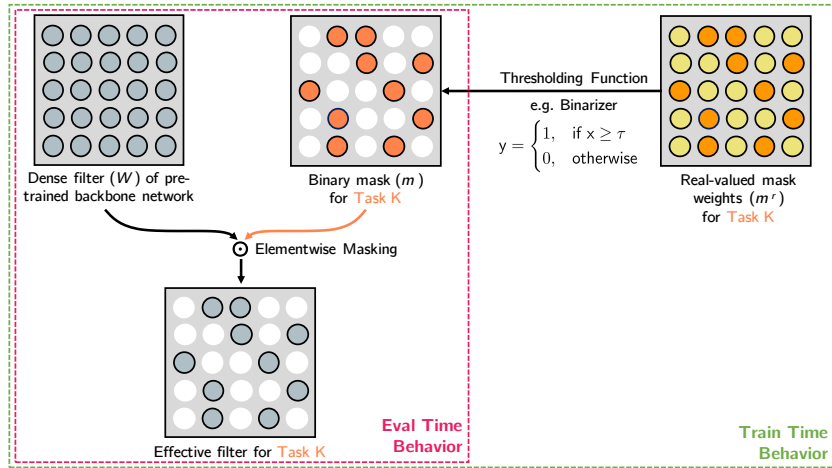 Dense filter (W) of pre-
trained backbone network
Binary mask (m)
for Task K
Thresholding Function
e.g. Binarizer
y = { 1, if x ≥ τ
0, otherwise
Real-valued mask
weights (mʳ)
for Task K
⊙ Elementwise Masking
Effective filter for Task K
Eval Time
Behavior
Train Time
Behavior